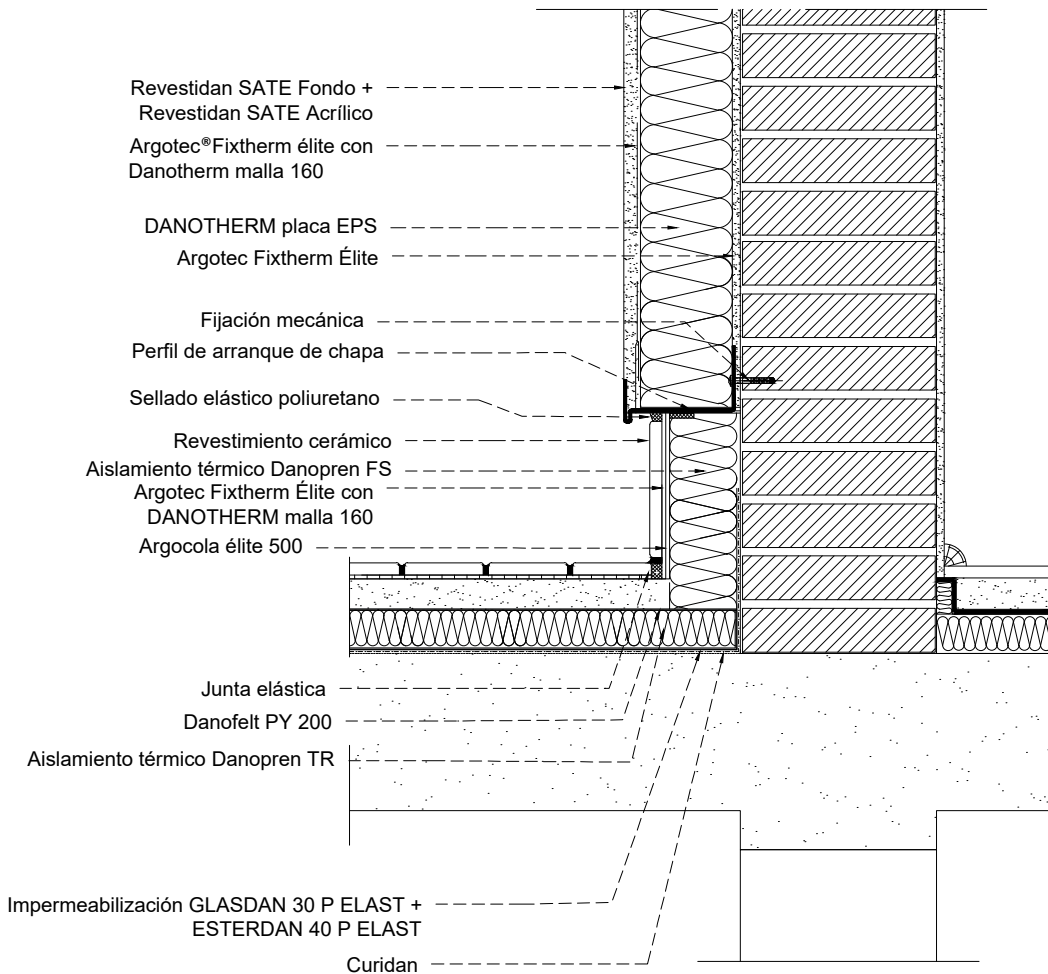 Revestidan SATE Fondo +
Revestidan SATE Acrílico
Argotec®Fixtherm élite con
Danotherm malla 160
DANOTHERM placa EPS
Argotec Fixtherm Élite
Fijación mecánica
Perfil de arranque de chapa
Sellado elástico poliuretano
Revestimiento cerámico
Aislamiento térmico Danopren FS
Argotec Fixtherm Élite con
DANOTHERM malla 160
Argocola élite 500
Junta elástica
Danofelt PY 200
Aislamiento térmico Danopren TR
Impermeabilización GLASDAN 30 P ELAST +
ESTERDAN 40 P ELAST
Curidan